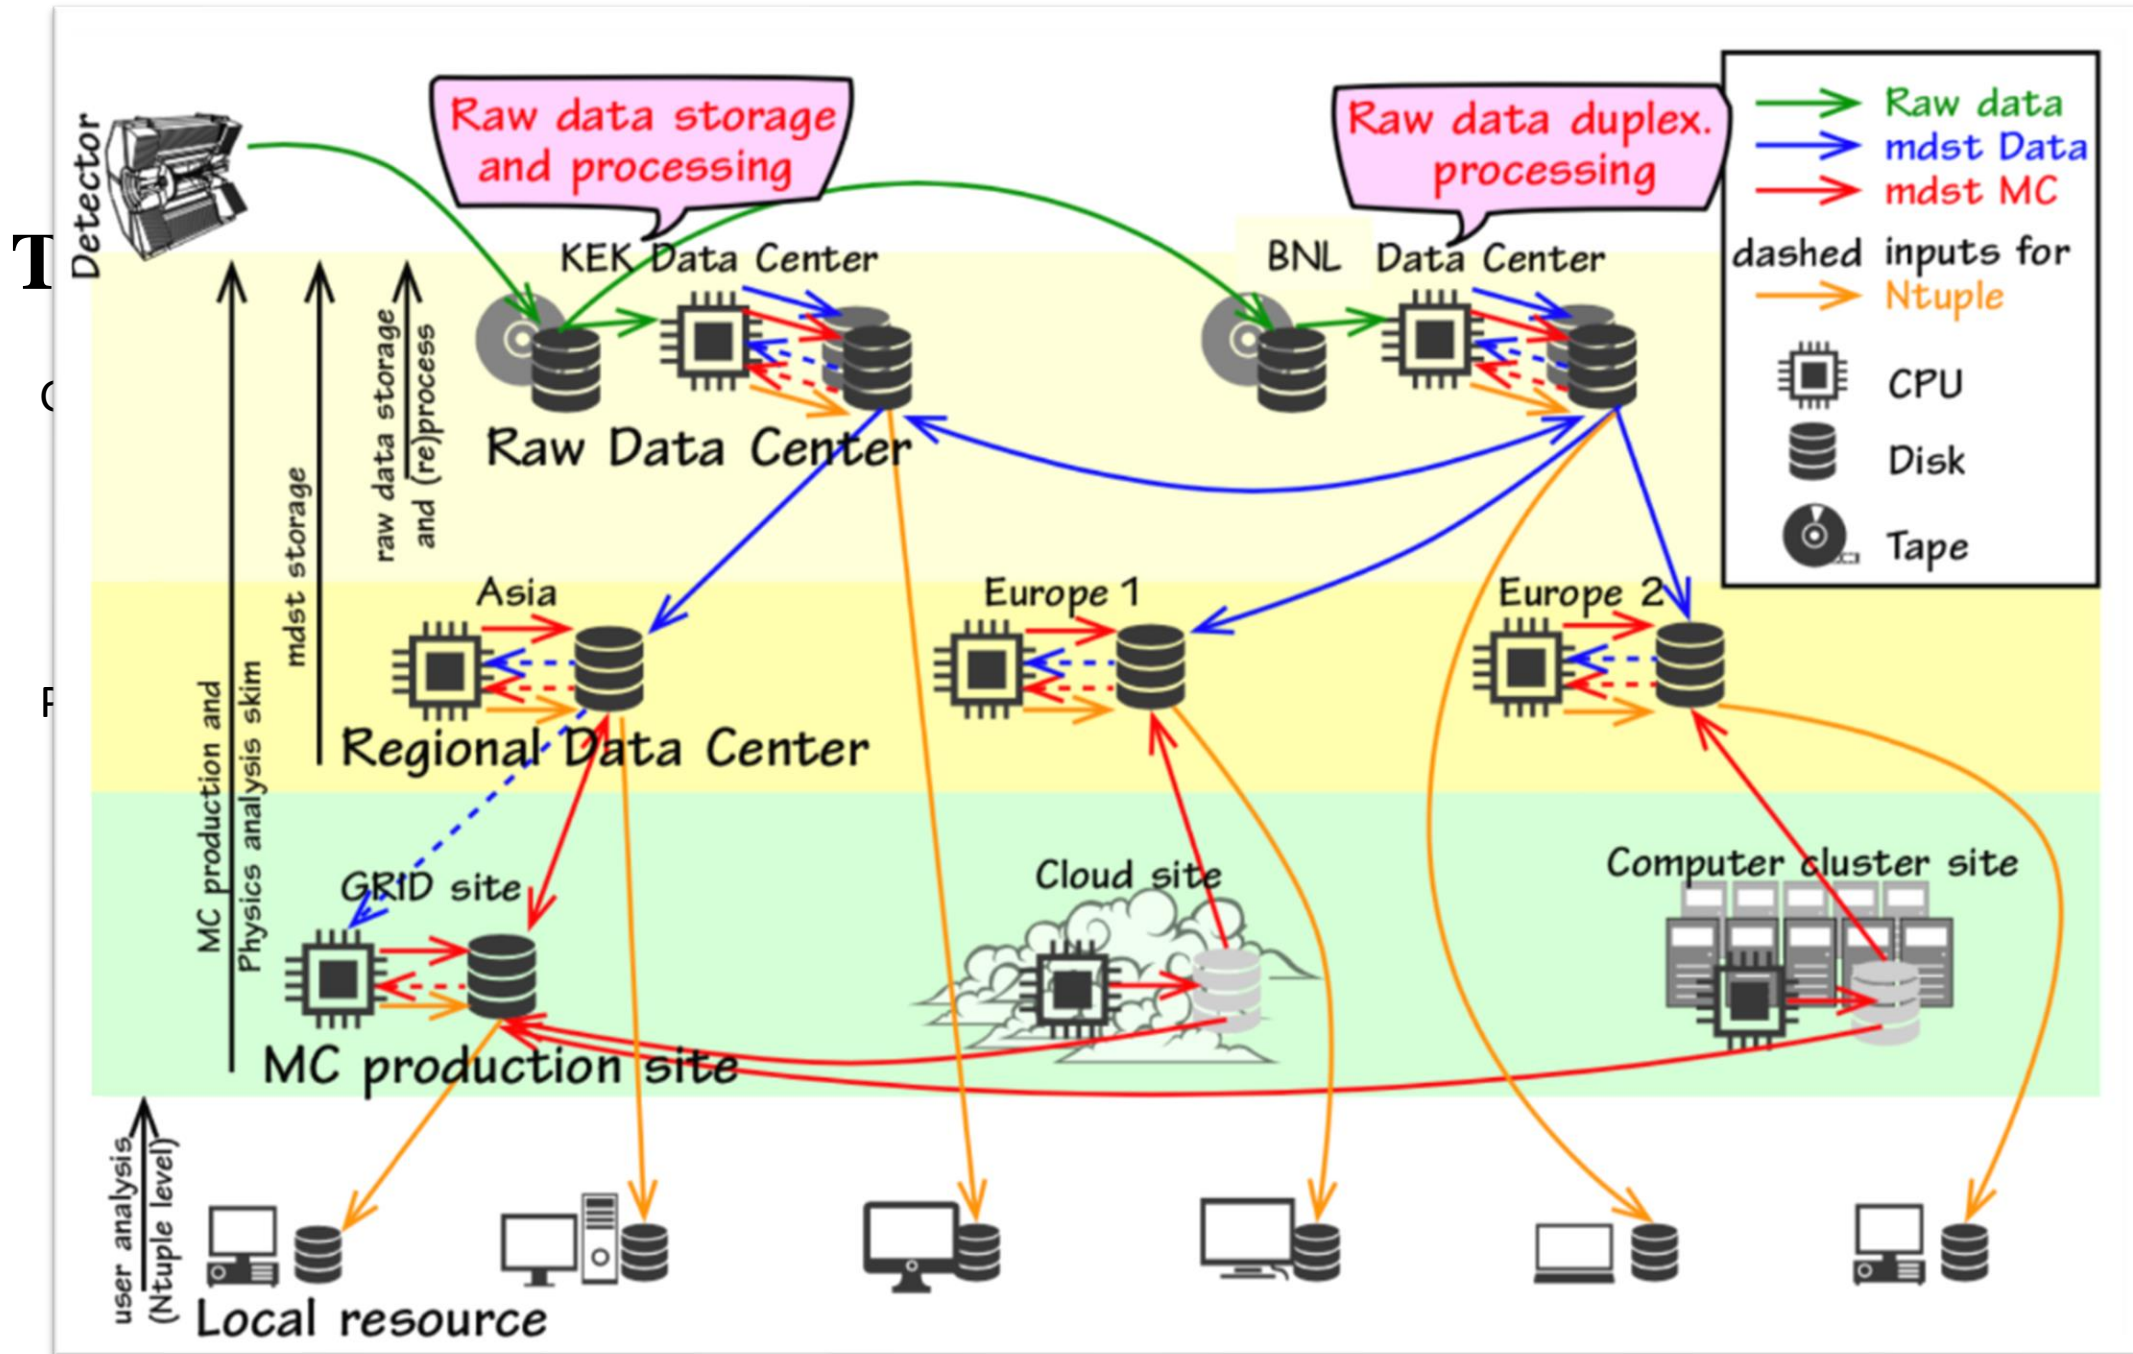 Detector
Raw data storage
and processing
Raw data duplex.
processing
Raw data
mdst Data
mdst MC
dashed inputs for
Ntuple
CPU
Disk
Tape
T
KEK Data Center
BNL Data Center
Raw Data Center
raw data storage
and (re)process
mdst storage
MC production and
Physics analysis skim
Asia
Europe 1
Europe 2
Regional Data Center
GRID site
Cloud site
Computer cluster site
MC production site
user analysis
(Ntuple level)
Local resource